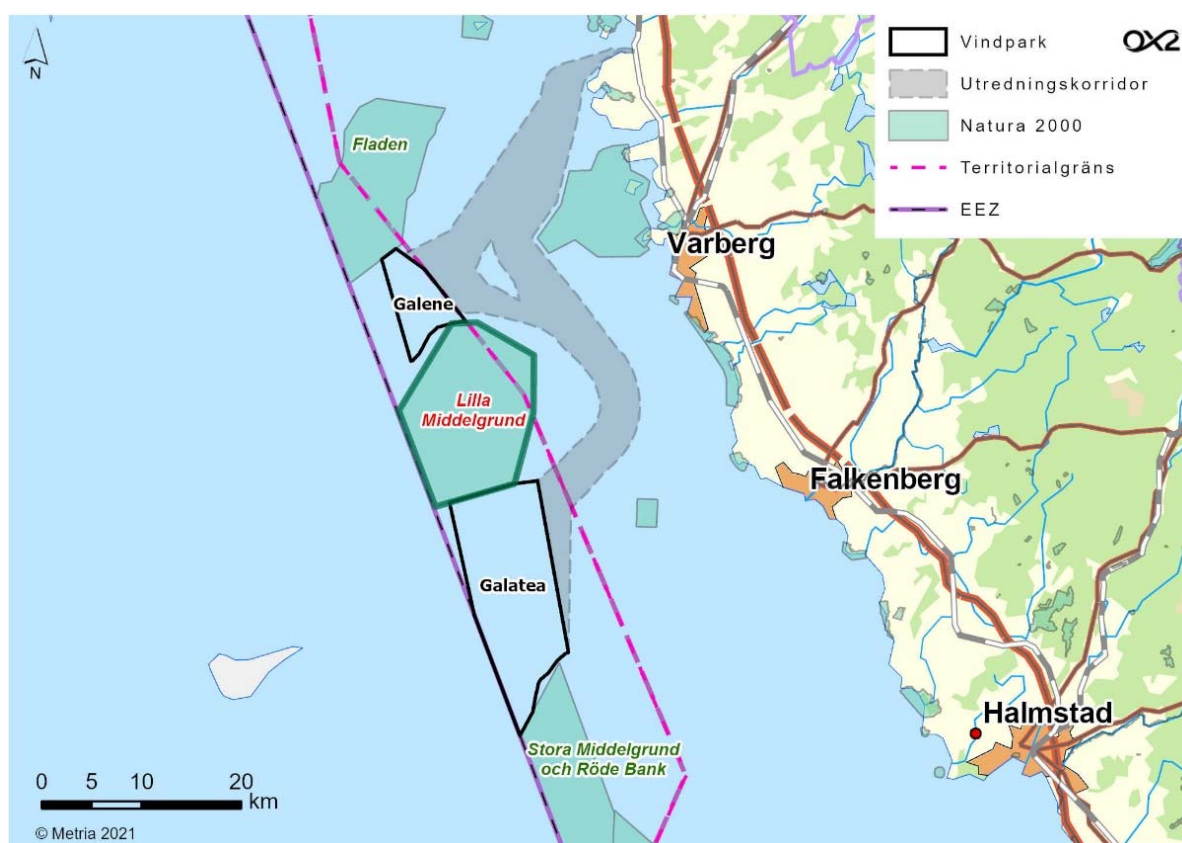 N
Vindpark
OX2
Utredningskorridor
Natura 2000
Territorialgräns
EEZ
Fladen
Varberg
Galene
Lilla
Middelgrund
Falkenberg
Galatea
Halmstad
Stora Middelgrund
och Röde Bank
0 5 10 20
km
© Metria 2021